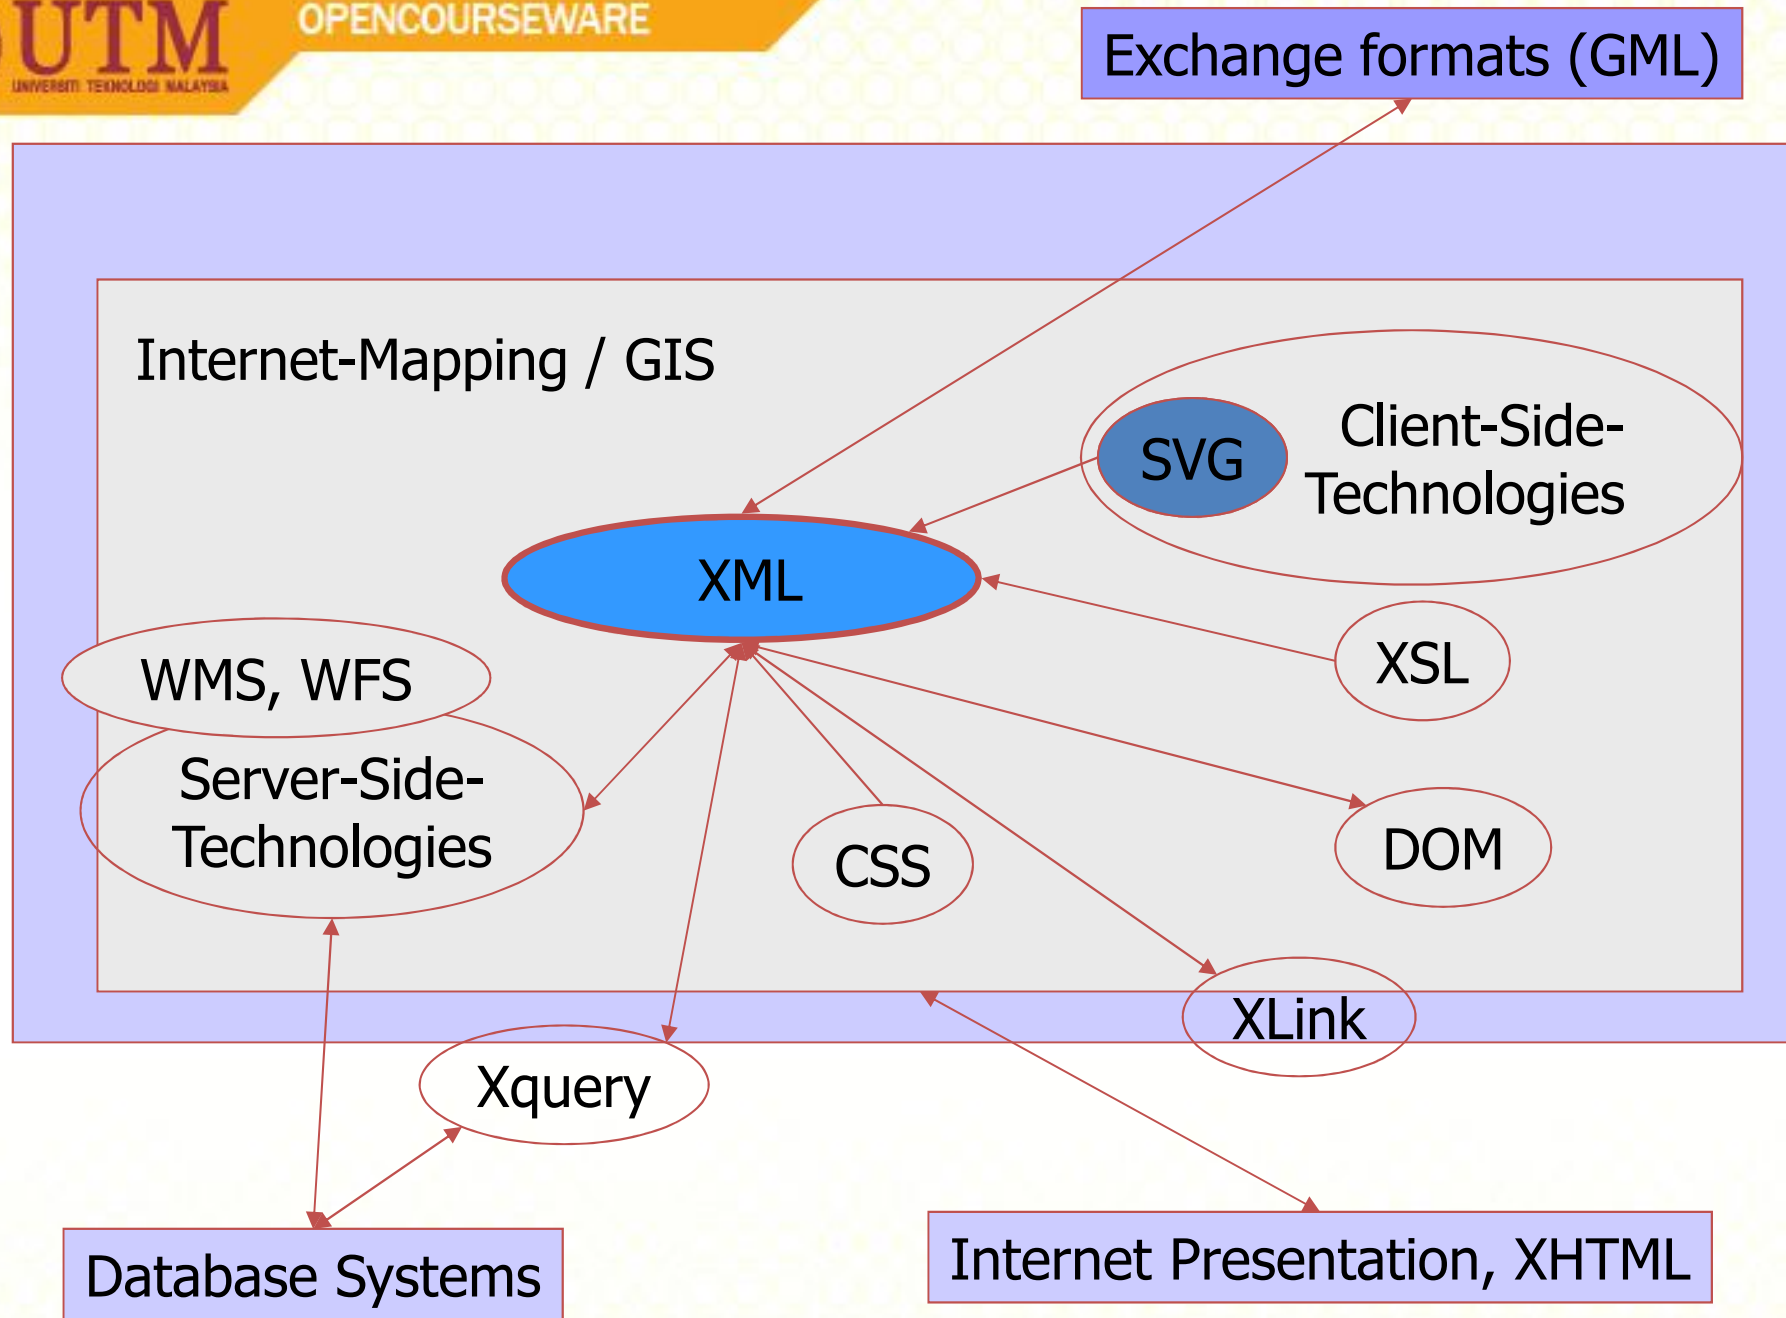 OPENCOURSEWARE
UTM
UNIVERSITI TEKNOLOGI MALAYSIA
Exchange formats (GML)
Internet-Mapping / GIS
SVG
Client-Side-
Technologies
XML
XSL
WMS, WFS
Server-Side-
Technologies
CSS
DOM
XLink
Xquery
Database Systems
Internet Presentation, XHTML